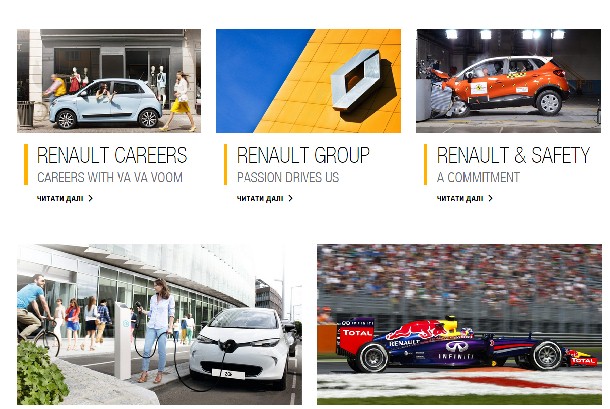 RENAULT CAREERS
CAREERS WITH VA VA VOOM
ЧИТАТИ ДАЛІ
RENAULT GROUP
PASSION DRIVES US
ЧИТАТИ ДАЛІ
RENAULT & SAFETY
A COMMITMENT
ЧИТАТИ ДАЛІ
ZOE
TOTAL
RENAULT
INFINITI
TOTAL